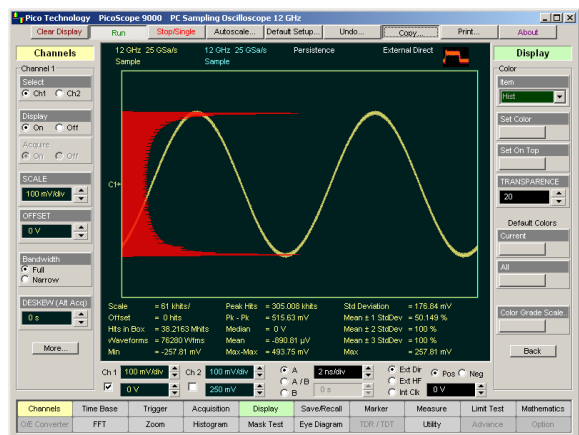 Pico Technology PicoScope 9000 PC Sampling Oscilloscope 12 GHz
Clear Display Run Stop/Single Autoscale... Default Setup... Undo... Copy... Print... About
Channels
Channel 1
Select
Ch1 Ch2
Display
On Off
Acquire
On Off
SCALE
100 mV/div
OFFSET
0 V
Bandwidth
Full
Narrow
DESKEW (Alt Acq)
0 s
More...
12 GHz 25 GSa/s 12 GHz 25 GSa/s Persistence External Direct
Sample Sample
C1
Scale = 61 khits/ Peak Hits = 305.008 khits Std Deviation = 176.84 mV
Offset = 0 hits Pk - Pk = 515.63 mV Mean ± 1 StdDev = 50.149 %
Hits in Box = 38.2163 Mhits Median = 0 V Mean ± 2 StdDev = 100 %
Waveforms = 76280 Wfms Mean = -890.61 µV Mean ± 3 StdDev = 100 %
Min = -257.81 mV Max-Max = 493.75 mV Max = 257.81 mV
Ch 1 100 mV/div Ch 2 100 mV/div A 2 ns/div Ext Dir Pos Neg
A / B Ext HF
0 V 250 mV B 0 s Int Clk 0 V
Display
Color
Item
Hist
Set Color
Set On Top
TRANSPARENCE
20
Default Colors
Current
All
Color Grade Scale..
Back
Channels Time Base Trigger Acquisition Display Save/Recall Marker Measure Limit Test Mathematics
O/E Converter FFT Zoom Histogram Mask Test Eye Diagram TDR / TDT Utility Advance Option